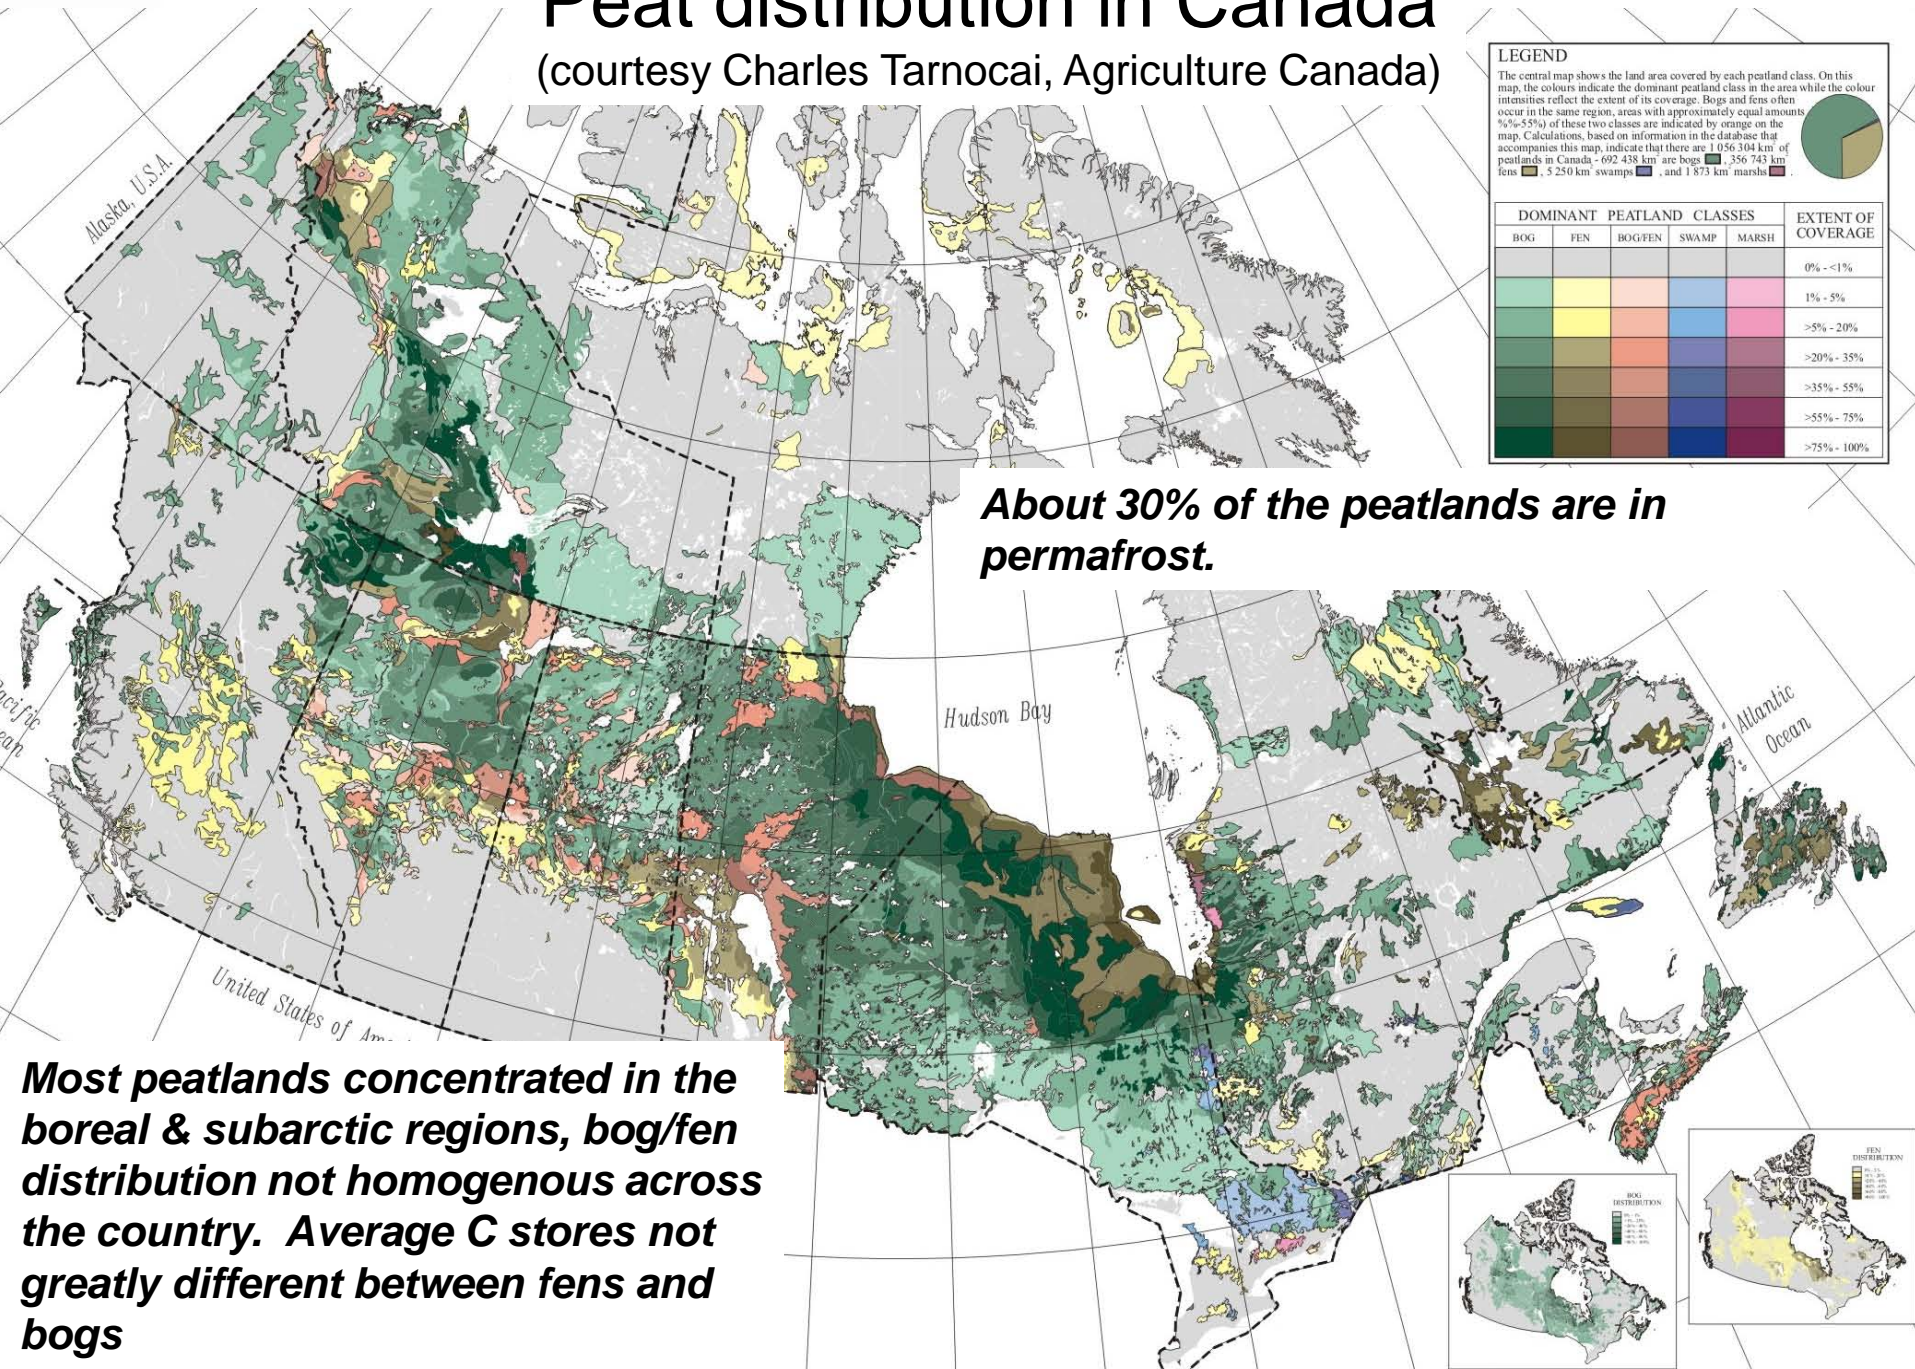 Peat distribution in Canada
(courtesy Charles Tarnocai, Agriculture Canada)
LEGEND
The central map shows the land area covered by each peatland class. On this
map, the colours indicate the dominant peatland class in the area while the colour
intensities reflect the extent of its coverage. Bogs and fens often
occur in the same region, areas with approximately equal amounts
%%-55%) of these two classes are indicated by orange on the
map. Calculations, based on information in the database that
accompanies this map, indicate that there are 1 056 304 km² of
peatlands in Canada - 692 438 km² are bogs , 356 743 km²
fens , 5 250 km² swamps , and 1 873 km² marshs .
DOMINANT PEATLAND CLASSES
EXTENT OF
COVERAGE
BOG FEN BOG/FEN SWAMP MARSH
0% - <1%
1% - 5%
>5% - 20%
>20% - 35%
>35% - 55%
>55% - 75%
>75% - 100%
Alaska, U.S.A.
About 30% of the peatlands are in
permafrost.
Hudson Bay
Atlantic
Ocean
United States of
Most peatlands concentrated in the
boreal & subarctic regions, bog/fen
distribution not homogenous across
the country. Average C stores not
greatly different between fens and
bogs
BOG
DISTRIBUTION
FEN
DISTRIBUTION